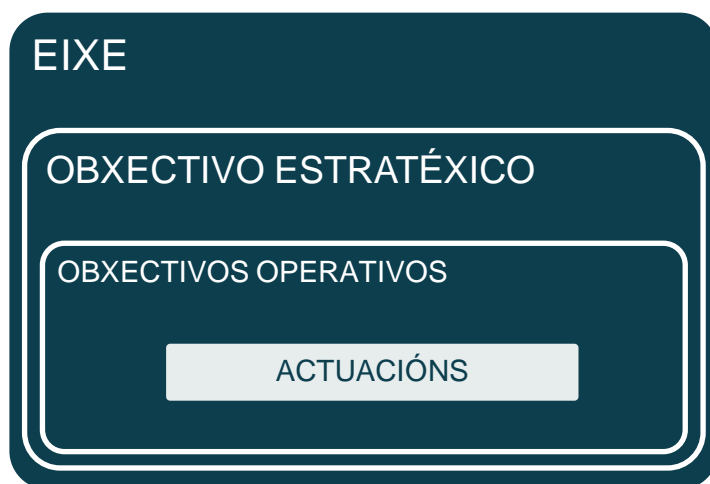 EIXE
OBXECTIVO ESTRATÉXICO
OBXECTIVOS OPERATIVOS
ACTUACIÓNS